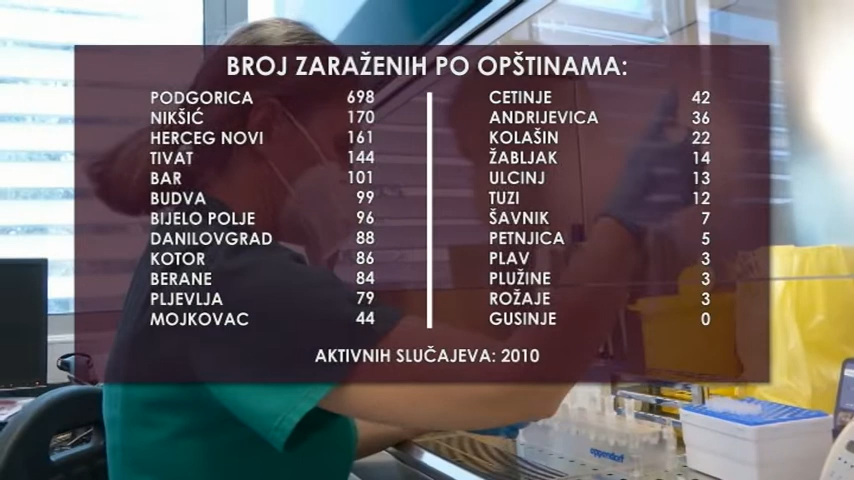 BROJ ZARAŽENIH PO OPŠTINAMA:
PODGORICA 698
NIKŠIĆ 170
HERCEG NOVI 161
TIVAT 144
BAR 101
BUDVA 99
BIJELO POLJE 96
DANILOVGRAD 88
KOTOR 86
BERANE 84
PLJEVLJA 79
MOJKOVAC 44
CETINJE 42
ANDRIJEVICA 36
KOLAŠIN 22
ŽABLJAK 14
ULCINJ 13
TUZI 12
ŠAVNIK 7
PETNJICA 5
PLAV 3
PLUŽINE 3
ROŽAJE 3
GUSINJE 0
AKTIVNIH SLUČAJEVA: 2010
eppendorf